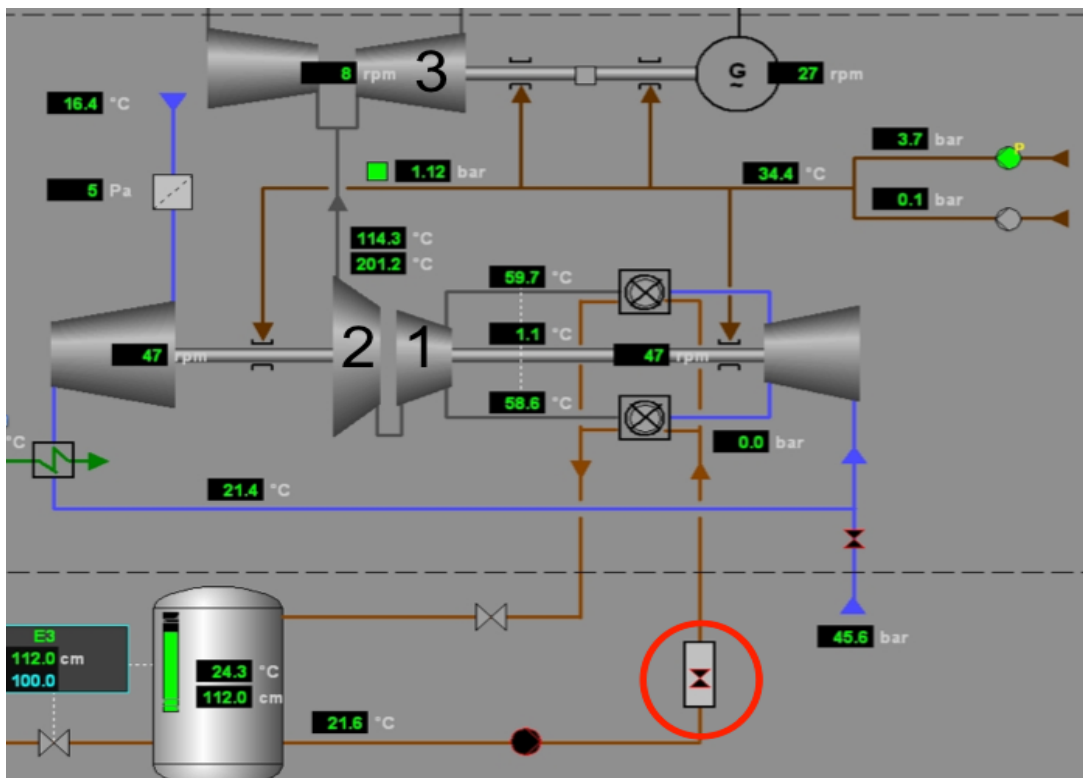 8 rpm
3
G
~
27 rpm
16.4 °C
P
3.7 bar
5 Pa
1.12 bar
34.4 °C
0.1 bar
114.3 °C
201.2 °C
59.7 °C
2
1
47 rpm
1.1 °C
47 rpm
58.6 °C
°C
0.0 bar
21.4 °C
E3
112.0 cm
100.0
24.3 °C
112.0 cm
45.6 bar
21.6 °C